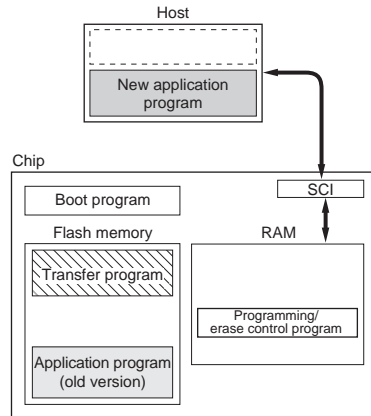 Host
New application
program
Chip
SCI
Boot program
Flash memory
RAM
Transfer program
Programming/
erase control program
Application program
(old version)